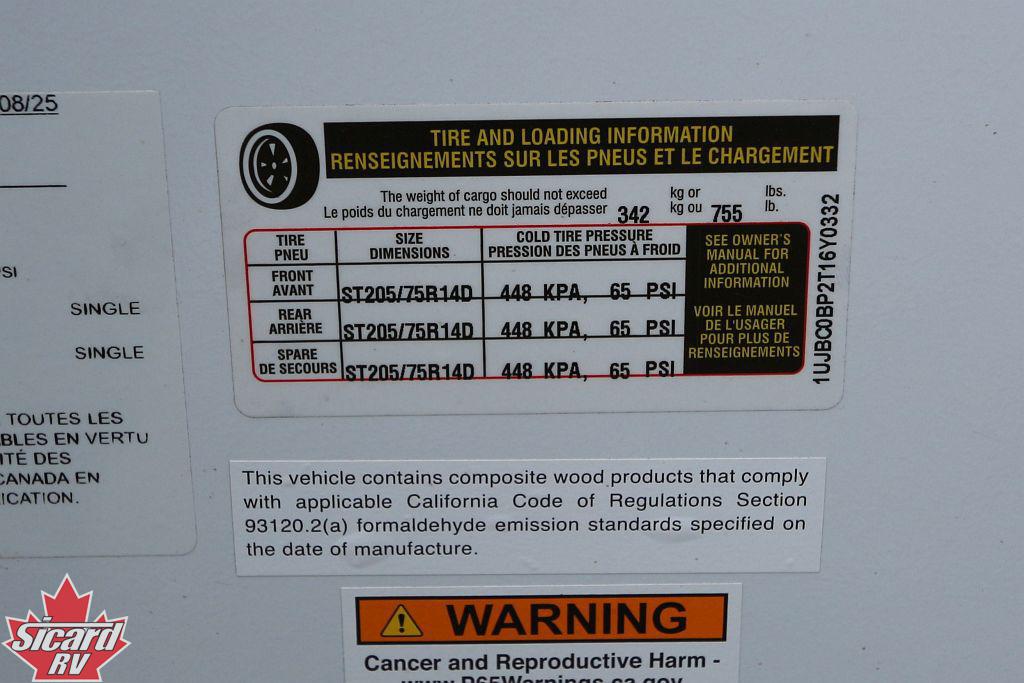 08/25
SI
SINGLE
SINGLE
TOUTES LES
BLES EN VERTU
ITÉ DES
CANADA EN
ICATION.
TIRE AND LOADING INFORMATION
RENSEIGNEMENTS SUR LES PNEUS ET LE CHARGEMENT
The weight of cargo should not exceed kg or lbs.
Le poids du chargement ne doit jamais dépasser 342 kg ou 755 lb.
TIRE SIZE COLD TIRE PRESSURE
PNEU DIMENSIONS PRESSION DES PNEUS À FROID
FRONT
AVANT ST205/75R14D 448 KPA, 65 PSI
REAR
ARRIÈRE ST205/75R14D 448 KPA, 65 PSI
SPARE
DE SECOURS ST205/75R14D 448 KPA, 65 PSI
SEE OWNER'S
MANUAL FOR
ADDITIONAL
INFORMATION
VOIR LE MANUEL
DE L'USAGER
POUR PLUS DE
RENSEIGNEMENTS
1UJBC0BP2T16Y0332
This vehicle contains composite wood products that comply
with applicable California Code of Regulations Section
93120.2(a) formaldehyde emission standards specified on
the date of manufacture.
WARNING
Cancer and Reproductive Harm -
www.P65Warnings.ca.gov
Sicard
RV